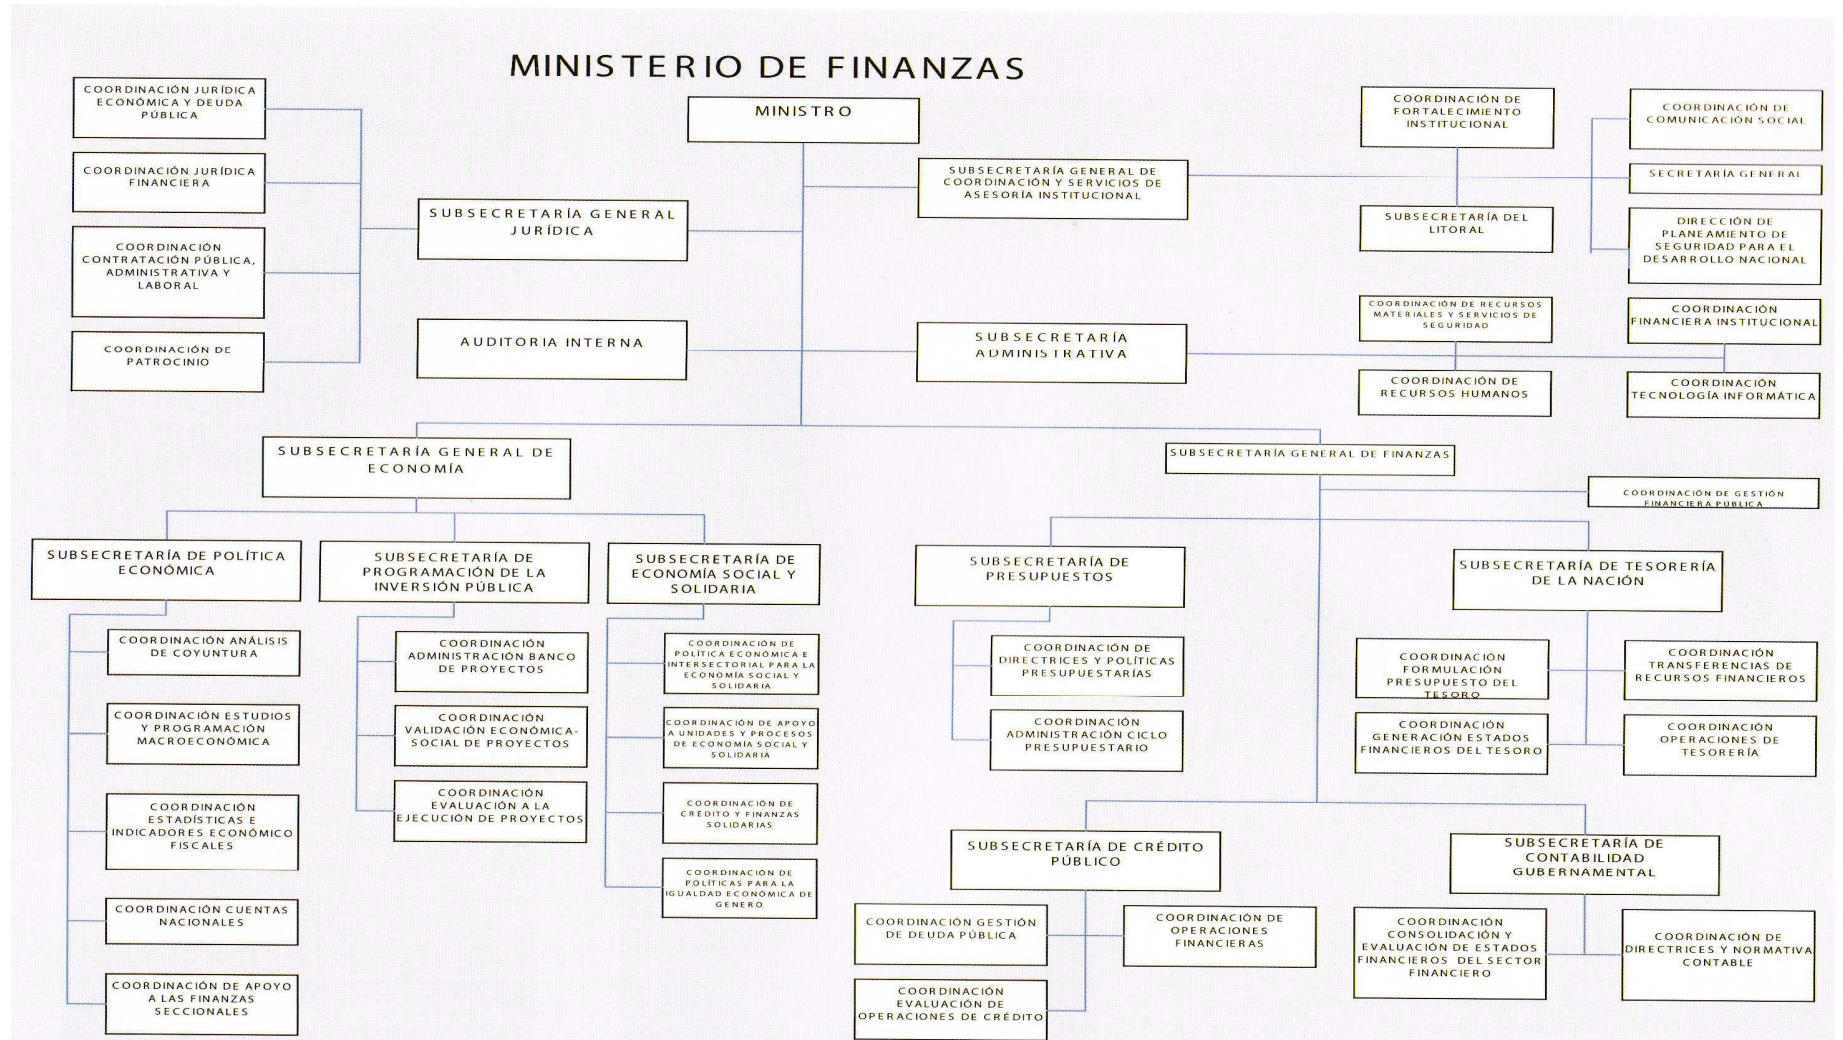 MINISTERIO DE FINANZAS
MINISTRO
COORDINACIÓN JURÍDICA
ECONÓMICA Y DEUDA
PÚBLICA
COORDINACIÓN JURÍDICA
FINANCIERA
COORDINACIÓN
CONTRATACIÓN PÚBLICA,
ADMINISTRATIVA Y
LABORAL
COORDINACIÓN DE
PATROCINIO
SUBSECRETARÍA GENERAL
JURÍDICA
AUDITORIA INTERNA
SUBSECRETARÍA GENERAL DE
COORDINACIÓN Y SERVICIOS DE
ASESORÍA INSTITUCIONAL
SUBSECRETARÍA
ADMINISTRATIVA
COORDINACIÓN DE
FORTALECIMIENTO
INSTITUCIONAL
SUBSECRETARÍA DEL
LITORAL
COORDINACIÓN DE
COMUNICACIÓN SOCIAL
SECRETARÍA GENERAL
DIRECCIÓN DE
PLANEAMIENTO DE
SEGURIDAD PARA EL
DESARROLLO NACIONAL
COORDINACIÓN DE RECURSOS
MATERIALES Y SERVICIOS DE
SEGURIDAD
COORDINACIÓN
FINANCIERA INSTITUCIONAL
COORDINACIÓN DE
RECURSOS HUMANOS
COORDINACIÓN
TECNOLOGÍA INFORMÁTICA
SUBSECRETARÍA GENERAL DE
ECONOMÍA
SUBSECRETARÍA GENERAL DE FINANZAS
COORDINACIÓN DE GESTIÓN
FINANCIERA PÚBLICA
SUBSECRETARÍA DE POLÍTICA
ECONÓMICA
COORDINACIÓN ANÁLISIS
DE COYUNTURA
COORDINACIÓN ESTUDIOS
Y PROGRAMACIÓN
MACROECONÓMICA
COORDINACIÓN
ESTADÍSTICAS E
INDICADORES ECONÓMICO
FISCALES
COORDINACIÓN CUENTAS
NACIONALES
COORDINACIÓN DE APOYO
A LAS FINANZAS
SECCIONALES
SUBSECRETARÍA DE
PROGRAMACIÓN DE LA
INVERSIÓN PÚBLICA
COORDINACIÓN
ADMINISTRACIÓN BANCO
DE PROYECTOS
COORDINACIÓN
VALIDACIÓN ECONÓMICA-
SOCIAL DE PROYECTOS
COORDINACIÓN
EVALUACIÓN A LA
EJECUCIÓN DE PROYECTOS
SUBSECRETARÍA DE
ECONOMÍA SOCIAL Y
SOLIDARIA
COORDINACIÓN DE
POLÍTICA ECONÓMICA E
INTERSECTORIAL PARA LA
ECONOMÍA SOCIAL Y
SOLIDARIA
COORDINACIÓN DE APOYO
A UNIDADES Y PROCESOS
DE ECONOMÍA SOCIAL Y
SOLIDARIA
COORDINACIÓN DE
CRÉDITO Y FINANZAS
SOLIDARIAS
COORDINACIÓN DE
POLÍTICAS PARA LA
IGUALDAD ECONÓMICA DE
GENERO
SUBSECRETARÍA DE
PRESUPUESTOS
COORDINACIÓN DE
DIRECTRICES Y POLÍTICAS
PRESUPUESTARÍAS
COORDINACIÓN
ADMINISTRACIÓN CICLO
PRESUPUESTARIO
SUBSECRETARÍA DE TESORERÍA
DE LA NACIÓN
COORDINACIÓN
FORMULACIÓN
PRESUPUESTO DEL
TESORO
COORDINACIÓN
TRANSFERENCIAS DE
RECURSOS FINANCIEROS
COORDINACIÓN
GENERACIÓN ESTADOS
FINANCIEROS DEL TESORO
COORDINACIÓN
OPERACIONES DE
TESORERÍA
SUBSECRETARÍA DE CRÉDITO
PÚBLICO
COORDINACIÓN GESTIÓN
DE DEUDA PÚBLICA
COORDINACIÓN DE
OPERACIONES
FINANCIERAS
COORDINACIÓN
EVALUACIÓN DE
OPERACIONES DE CRÉDITO
SUBSECRETARÍA DE
CONTABILIDAD
GUBERNAMENTAL
COORDINACIÓN
CONSOLIDACIÓN Y
EVALUACIÓN DE ESTADOS
FINANCIEROS DEL SECTOR
FINANCIERO
COORDINACIÓN DE
DIRECTRICES Y NORMATIVA
CONTABLE